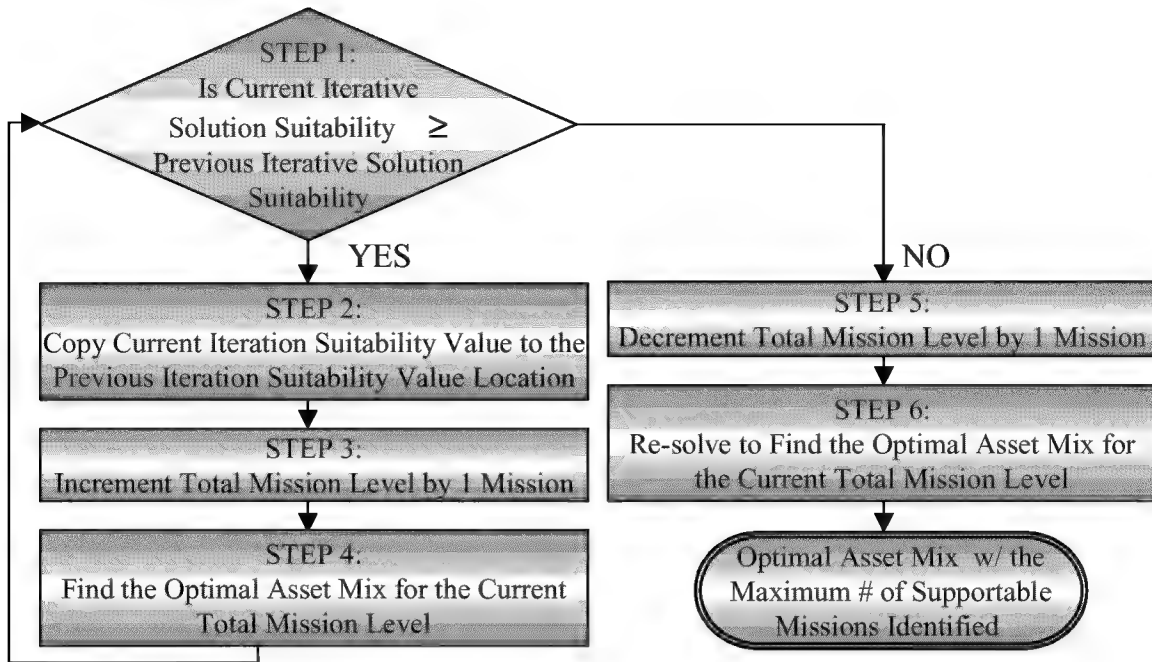 STEP 1:
Is Current Iterative
Solution Suitability ≥
Previous Iterative Solution
Suitability
YES
NO
STEP 2:
Copy Current Iteration Suitability Value to the
Previous Iteration Suitability Value Location
STEP 3:
Increment Total Mission Level by 1 Mission
STEP 4:
Find the Optimal Asset Mix for the Current
Total Mission Level
STEP 5:
Decrement Total Mission Level by 1 Mission
STEP 6:
Re-solve to Find the Optimal Asset Mix for
the Current Total Mission Level
Optimal Asset Mix w/ the
Maximum # of Supportable
Missions Identified